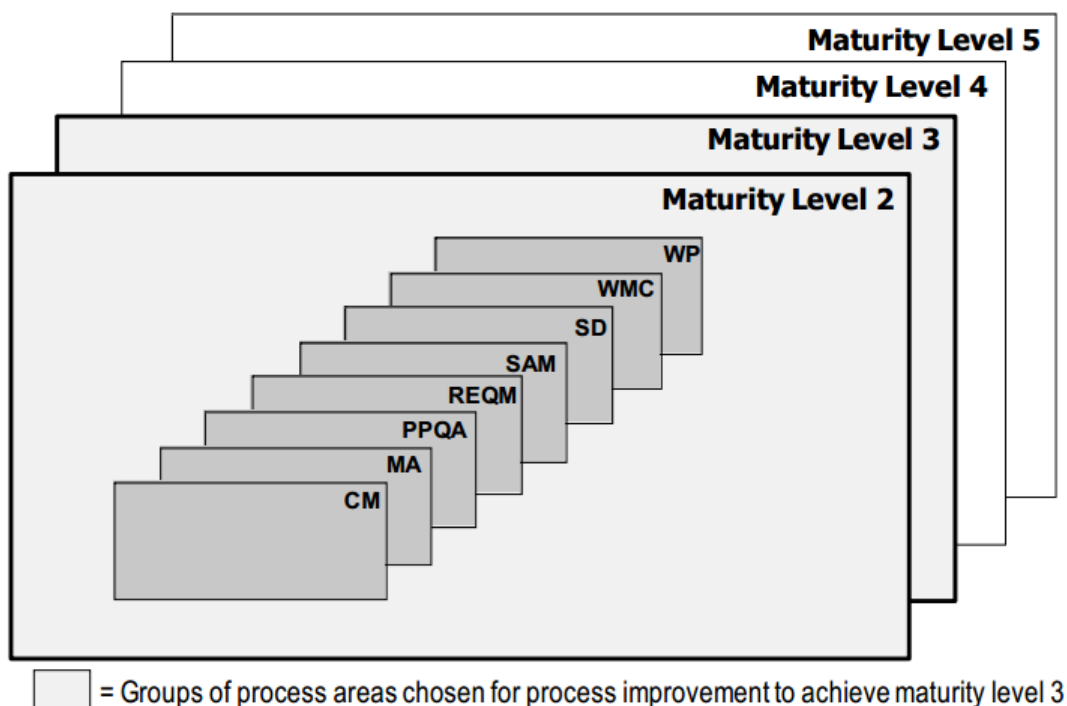 Maturity Level 5
Maturity Level 4
Maturity Level 3
Maturity Level 2
WP
WMC
SD
SAM
REQM
PPQA
MA
CM
= Groups of process areas chosen for process improvement to achieve maturity level 3